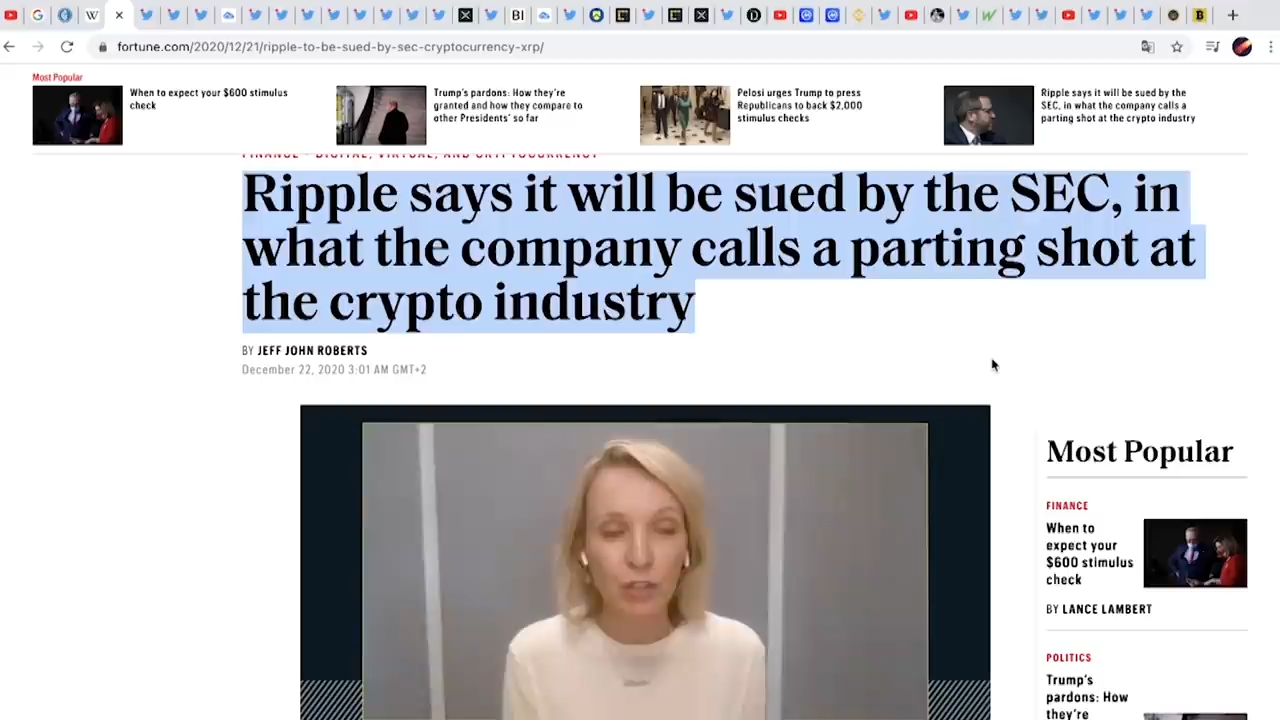 fortune.com/2020/12/21/ripple-to-be-sued-by-sec-cryptocurrency-xrp/
Most Popular
When to expect your $600 stimulus
check
Trump's pardons: How they're
granted and how they compare to
other Presidents' so far
Pelosi urges Trump to press
Republicans to back $2,000
stimulus checks
Ripple says it will be sued by the
SEC, in what the company calls a
parting shot at the crypto industry
FINANCE - DIGITAL, VIRTUAL, AND CRYPTOCURRENCY
Ripple says it will be sued by the SEC, in
what the company calls a parting shot at
the crypto industry
BY JEFF JOHN ROBERTS
December 22, 2020 3:01 AM GMT+2
Most Popular
FINANCE
When to
expect your
$600 stimulus
check
BY LANCE LAMBERT
POLITICS
Trump's
pardons: How
they're